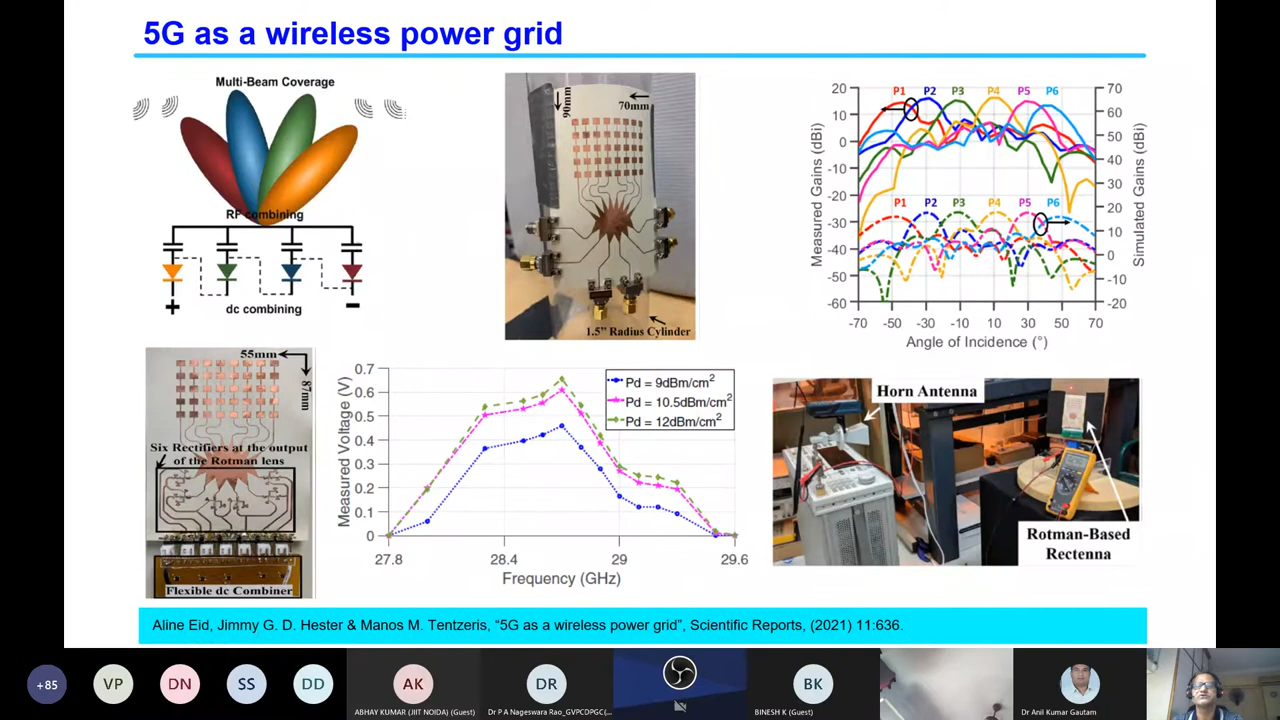 5G as a wireless power grid
Multi-Beam Coverage
RF combining
+
−
dc combining
90mm
70mm
1.5" Radius Cylinder
P1 P2 P3 P4 P5 P6
P1 P2 P3 P4 P5 P6
20
10
0
-10
-20
-30
-40
-50
-60
Measured Gains (dBi)
70
60
50
40
30
20
10
0
-10
-20
Simulated Gains (dBi)
-70 -50 -30 -10 10 30 50 70
Angle of Incidence (°)
55mm
87mm
Six Rectifiers at the output
of the Rotman lens
Flexible dc Combiner
0.7
0.6
0.5
0.4
0.3
0.2
0.1
0
Measured Voltage (V)
Pd = 9dBm/cm²
Pd = 10.5dBm/cm²
Pd = 12dBm/cm²
27.8 28.4 29 29.6
Frequency (GHz)
Horn Antenna
Rotman-Based
Rectenna
Aline Eid, Jimmy G. D. Hester & Manos M. Tentzeris, "5G as a wireless power grid", Scientific Reports, (2021) 11:636.
+85
VP
DN
SS
DD
AK
ABHAY KUMAR (JIIT NOIDA) (Guest)
DR
Dr P A Nageswara Rao_GVPCDPGC(...
BK
BINESH K (Guest)
Dr Anil Kumar Gautam